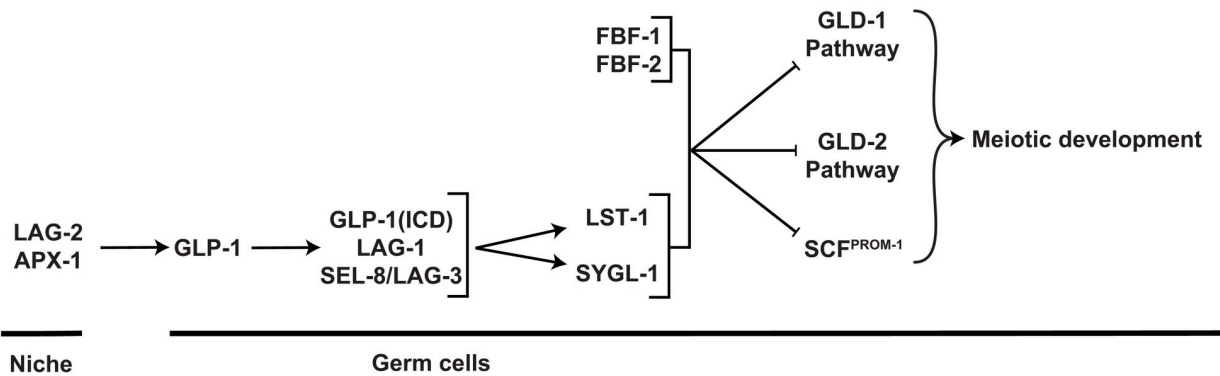 FBF-1
FBF-2
GLD-1
Pathway
GLD-2
Pathway
Meiotic development
LAG-2
APX-1
GLP-1
GLP-1(ICD)
LAG-1
SEL-8/LAG-3
LST-1
SYGL-1
SCFPROM-1
Niche
Germ cells